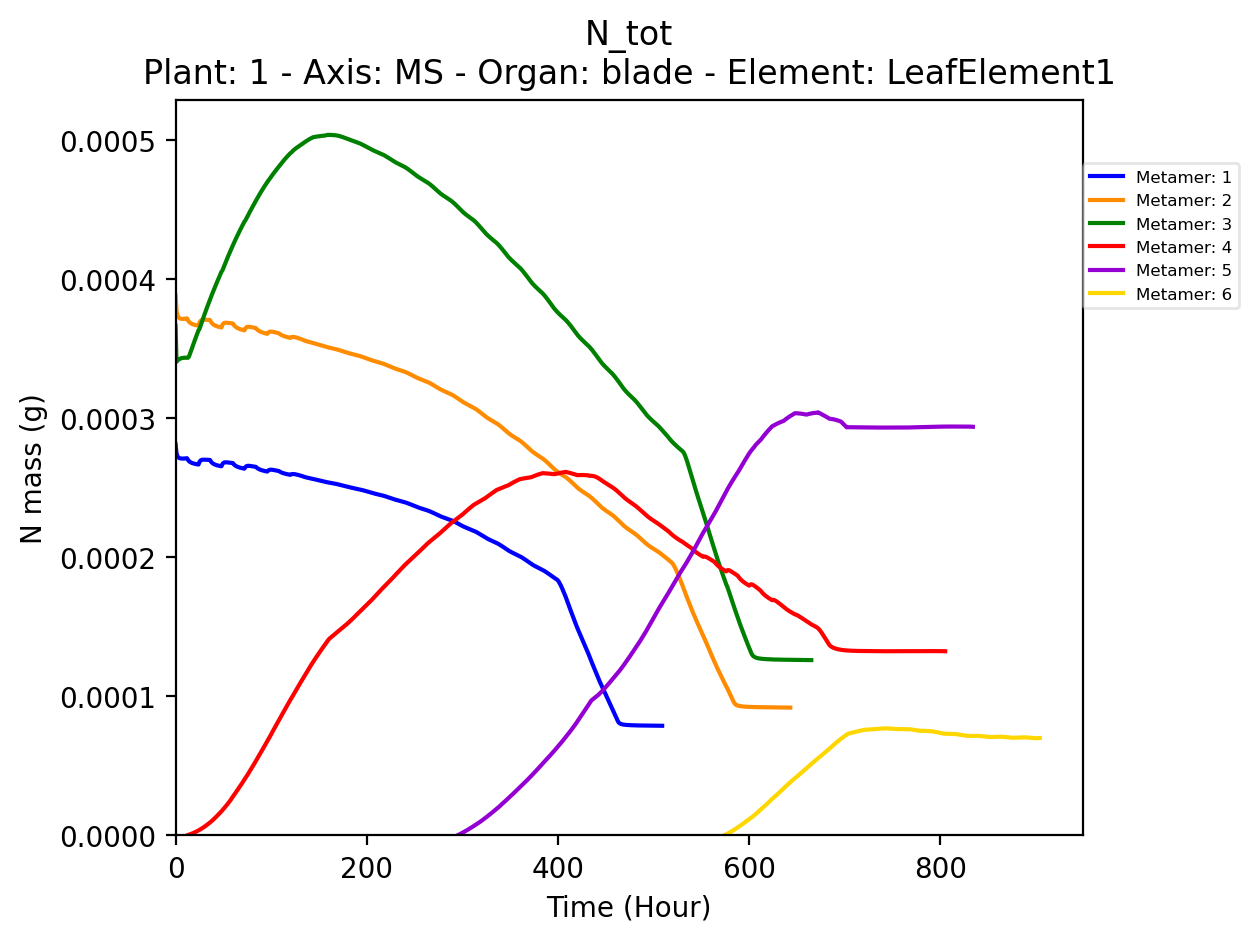 N_tot
Plant: 1 - Axis: MS - Organ: blade - Element: LeafElement1
0.0005
0.0004
0.0003
0.0002
0.0001
0.0000
N mass (g)
0
200
400
600
800
Time (Hour)
Metamer: 1
Metamer: 2
Metamer: 3
Metamer: 4
Metamer: 5
Metamer: 6